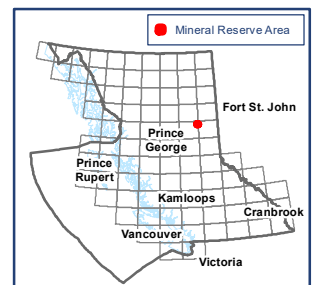 Mineral Reserve Area
Fort St. John
Prince
George
Prince
Rupert
Kamloops
Cranbrook
Vancouver
Victoria